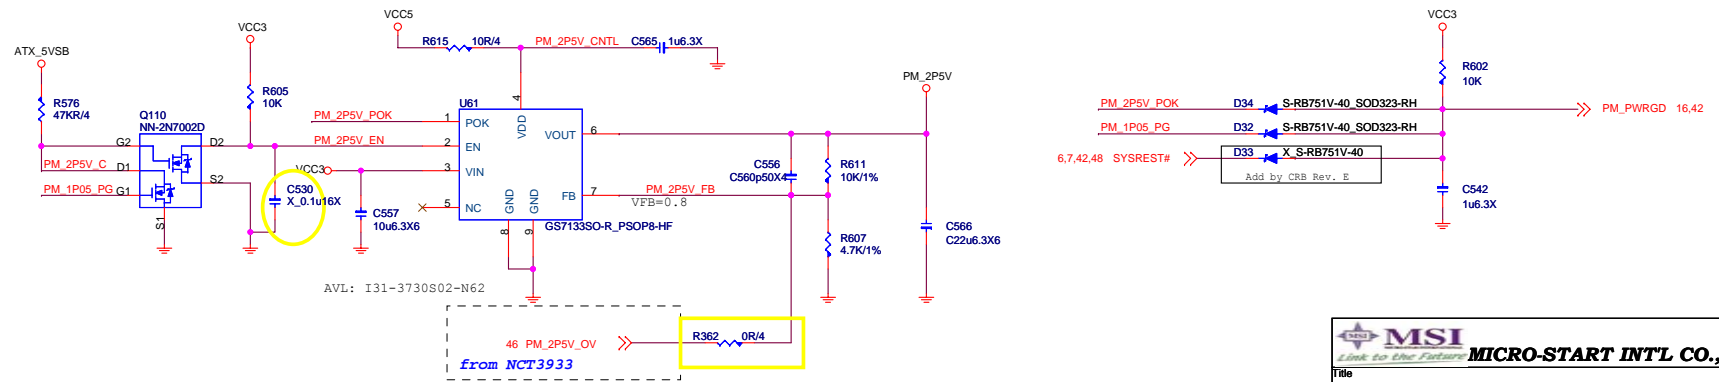 VCC5
VCC3
VCC3
ATX_5VSB
R615 10R/4 PM_2P5V_CNTL C565 1u6.3X
PM_2P5V
R576
47KR/4
R605
10K
R602
10K
Q110
NN-2N7002D
U61
PM_2P5V_POK 1 POK
4 VDD
VOUT 6
G2 D2 PM_2P5V_EN 2 EN
PM_2P5V_C D1
VCC3 3 VIN
PM_1P05_PG G1 S2
S1
C530
X_0.1u16X
C557
10u6.3X6
5 NC
GND GND
8 9
FB 7 PM_2P5V_FB
VFB=0.8
GS7133SO-R_PSOP8-HF
C556
C560p50X4
R611
10K/1%
R607
4.7K/1%
C566
C22u6.3X6
AVL: I31-3730S02-N62
46 PM_2P5V_OV
from NCT3933
R362 0R/4
PM_2P5V_POK D34 S-RB751V-40_SOD323-RH
PM_PWRGD 16,42
PM_1P05_PG D32 S-RB751V-40_SOD323-RH
6,7,42,48 SYSREST# D33 X_S-RB751V-40
Add by CRB Rev. E
C542
1u6.3X
MSI
Link to the Future
MICRO-START INT'L CO.,
Title